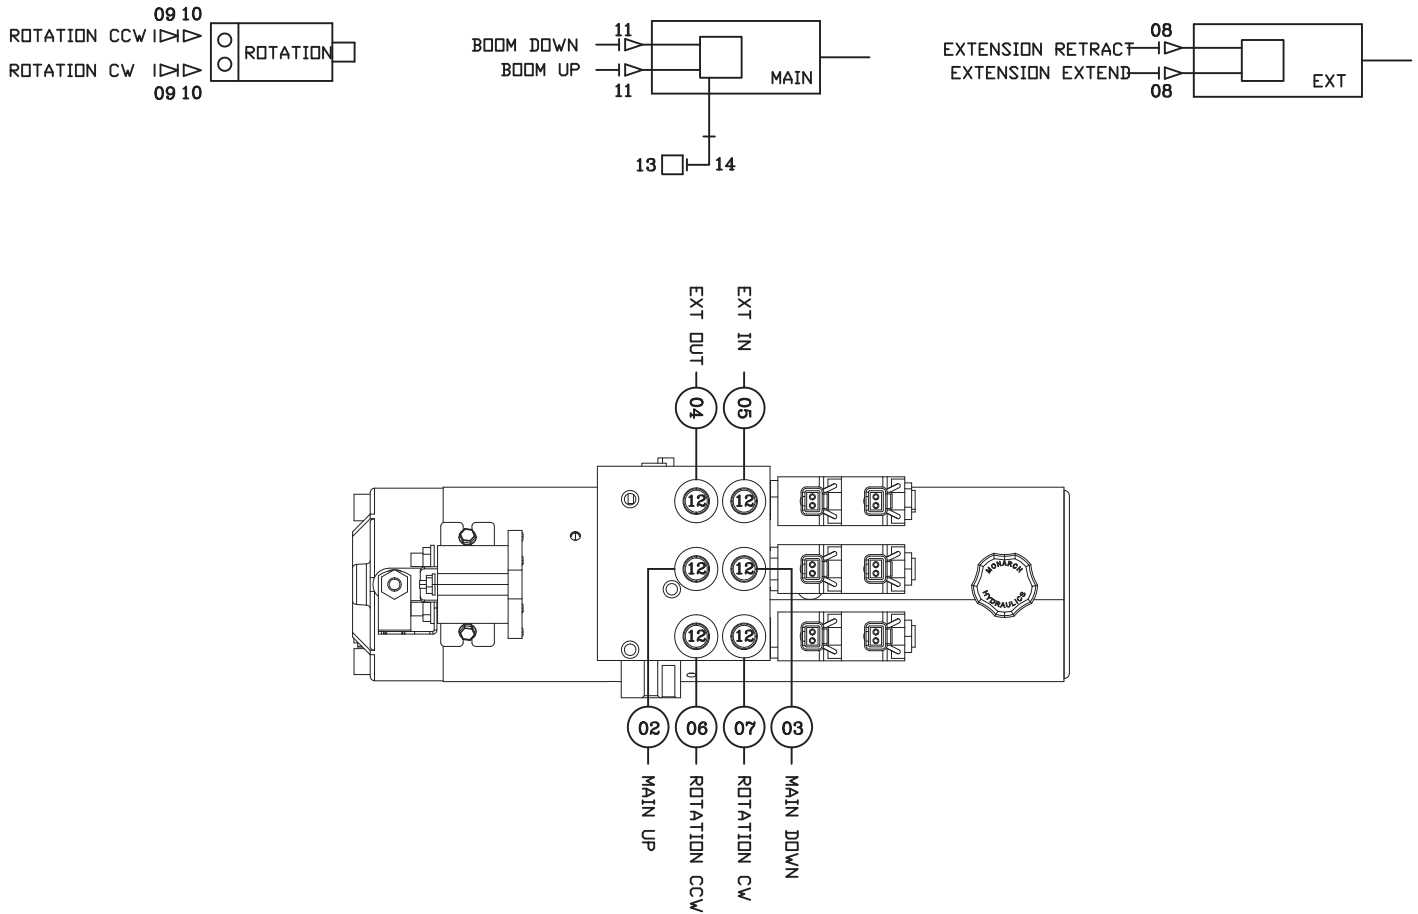 09 10
ROTATION CCW
ROTATION
ROTATION CW
09 10
11
BOOM DOWN
BOOM UP
MAIN
11
13
14
08
EXTENSION RETRACT
EXTENSION EXTEND
EXT
08
EXT OUT
EXT IN
04
05
12
12
12
12
12
12
MONARCH
HYDRAULICS
02
06
07
03
MAIN UP
ROTATION CCW
ROTATION CW
MAIN DOWN